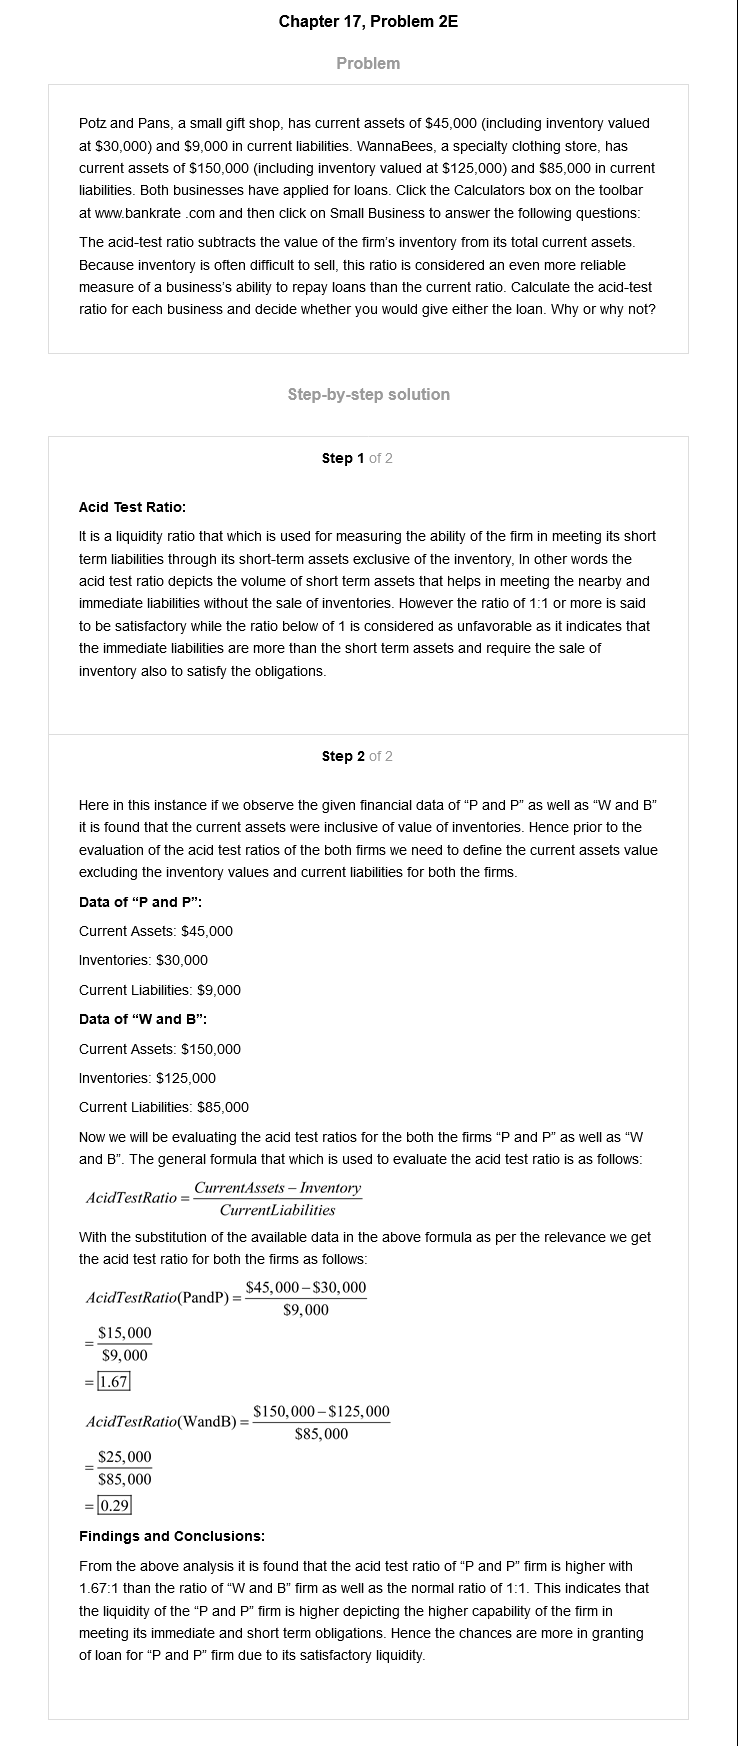 Chapter 17, Problem 2E
Problem
Potz and Pans, a small gift shop, has current assets of $45,000 (including inventory valued
at $30,000) and $9,000 in current liabilities. WannaBees, a specialty clothing store, has
current assets of $150,000 (including inventory valued at $125,000) and $85,000 in current
liabilities. Both businesses have applied for loans. Click the Calculators box on the toolbar
at www.bankrate .com and then click on Small Business to answer the following questions:
The acid-test ratio subtracts the value of the firm's inventory from its total current assets.
Because inventory is often difficult to sell, this ratio is considered an even more reliable
measure of a business's ability to repay loans than the current ratio. Calculate the acid-test
ratio for each business and decide whether you would give either the loan. Why or why not?
Step-by-step solution
Step 1 of 2
Acid Test Ratio:
It is a liquidity ratio that which is used for measuring the ability of the firm in meeting its short
term liabilities through its short-term assets exclusive of the inventory, In other words the
acid test ratio depicts the volume of short term assets that helps in meeting the nearby and
immediate liabilities without the sale of inventories. However the ratio of 1:1 or more is said
to be satisfactory while the ratio below of 1 is considered as unfavorable as it indicates that
the immediate liabilities are more than the short term assets and require the sale of
inventory also to satisfy the obligations.
Step 2 of 2
Here in this instance if we observe the given financial data of “P and P” as well as “W and B”
it is found that the current assets were inclusive of value of inventories. Hence prior to the
evaluation of the acid test ratios of the both firms we need to define the current assets value
excluding the inventory values and current liabilities for both the firms.
Data of “P and P”:
Current Assets: $45,000
Inventories: $30,000
Current Liabilities: $9,000
Data of “W and B”:
Current Assets: $150,000
Inventories: $125,000
Current Liabilities: $85,000
Now we will be evaluating the acid test ratios for the both the firms “P and P” as well as “W
and B”. The general formula that which is used to evaluate the acid test ratio is as follows:
AcidTestRatio = CurrentAssets – Inventory
CurrentLiabilities
With the substitution of the available data in the above formula as per the relevance we get
the acid test ratio for both the firms as follows:
AcidTestRatio(PandP) = $45,000 – $30,000
$9,000
= $15,000
$9,000
= 1.67
AcidTestRatio(WandB) = $150,000 – $125,000
$85,000
= $25,000
$85,000
= 0.29
Findings and Conclusions:
From the above analysis it is found that the acid test ratio of “P and P” firm is higher with
1.67:1 than the ratio of “W and B” firm as well as the normal ratio of 1:1. This indicates that
the liquidity of the “P and P” firm is higher depicting the higher capability of the firm in
meeting its immediate and short term obligations. Hence the chances are more in granting
of loan for “P and P” firm due to its satisfactory liquidity.